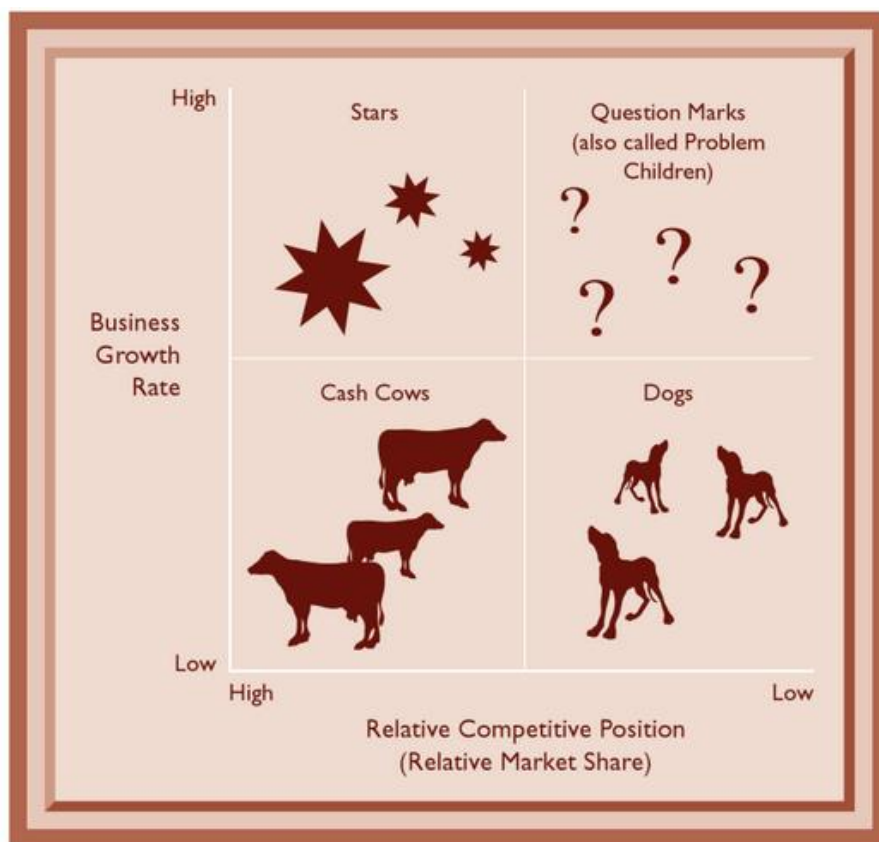 High
Stars
Question Marks
(also called Problem
Children)
? ? ? ?
Business
Growth
Rate
Cash Cows
Dogs
Low
High
Low
Relative Competitive Position
(Relative Market Share)